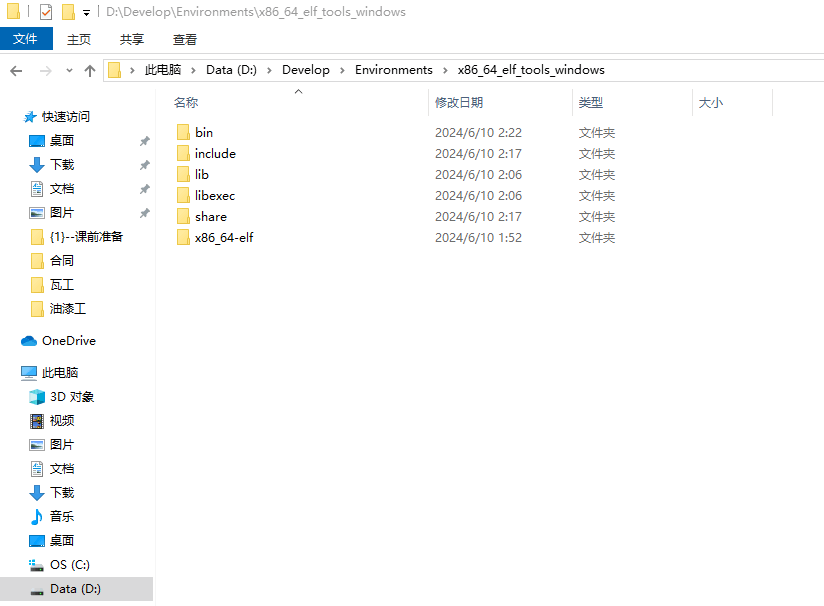 D:\Develop\Environments\x86_64_elf_tools_windows
文件 主页 共享 查看
此电脑 Data (D:) Develop Environments x86_64_elf_tools_windows
名称 修改日期 类型 大小
快速访问
桌面
下载
文档
图片
{1}--课前准备
合同
瓦工
油漆工
OneDrive
此电脑
3D 对象
视频
图片
文档
下载
音乐
桌面
OS (C:)
Data (D:)
bin 2024/6/10 2:22 文件夹
include 2024/6/10 2:17 文件夹
lib 2024/6/10 2:06 文件夹
libexec 2024/6/10 2:06 文件夹
share 2024/6/10 2:17 文件夹
x86_64-elf 2024/6/10 1:52 文件夹